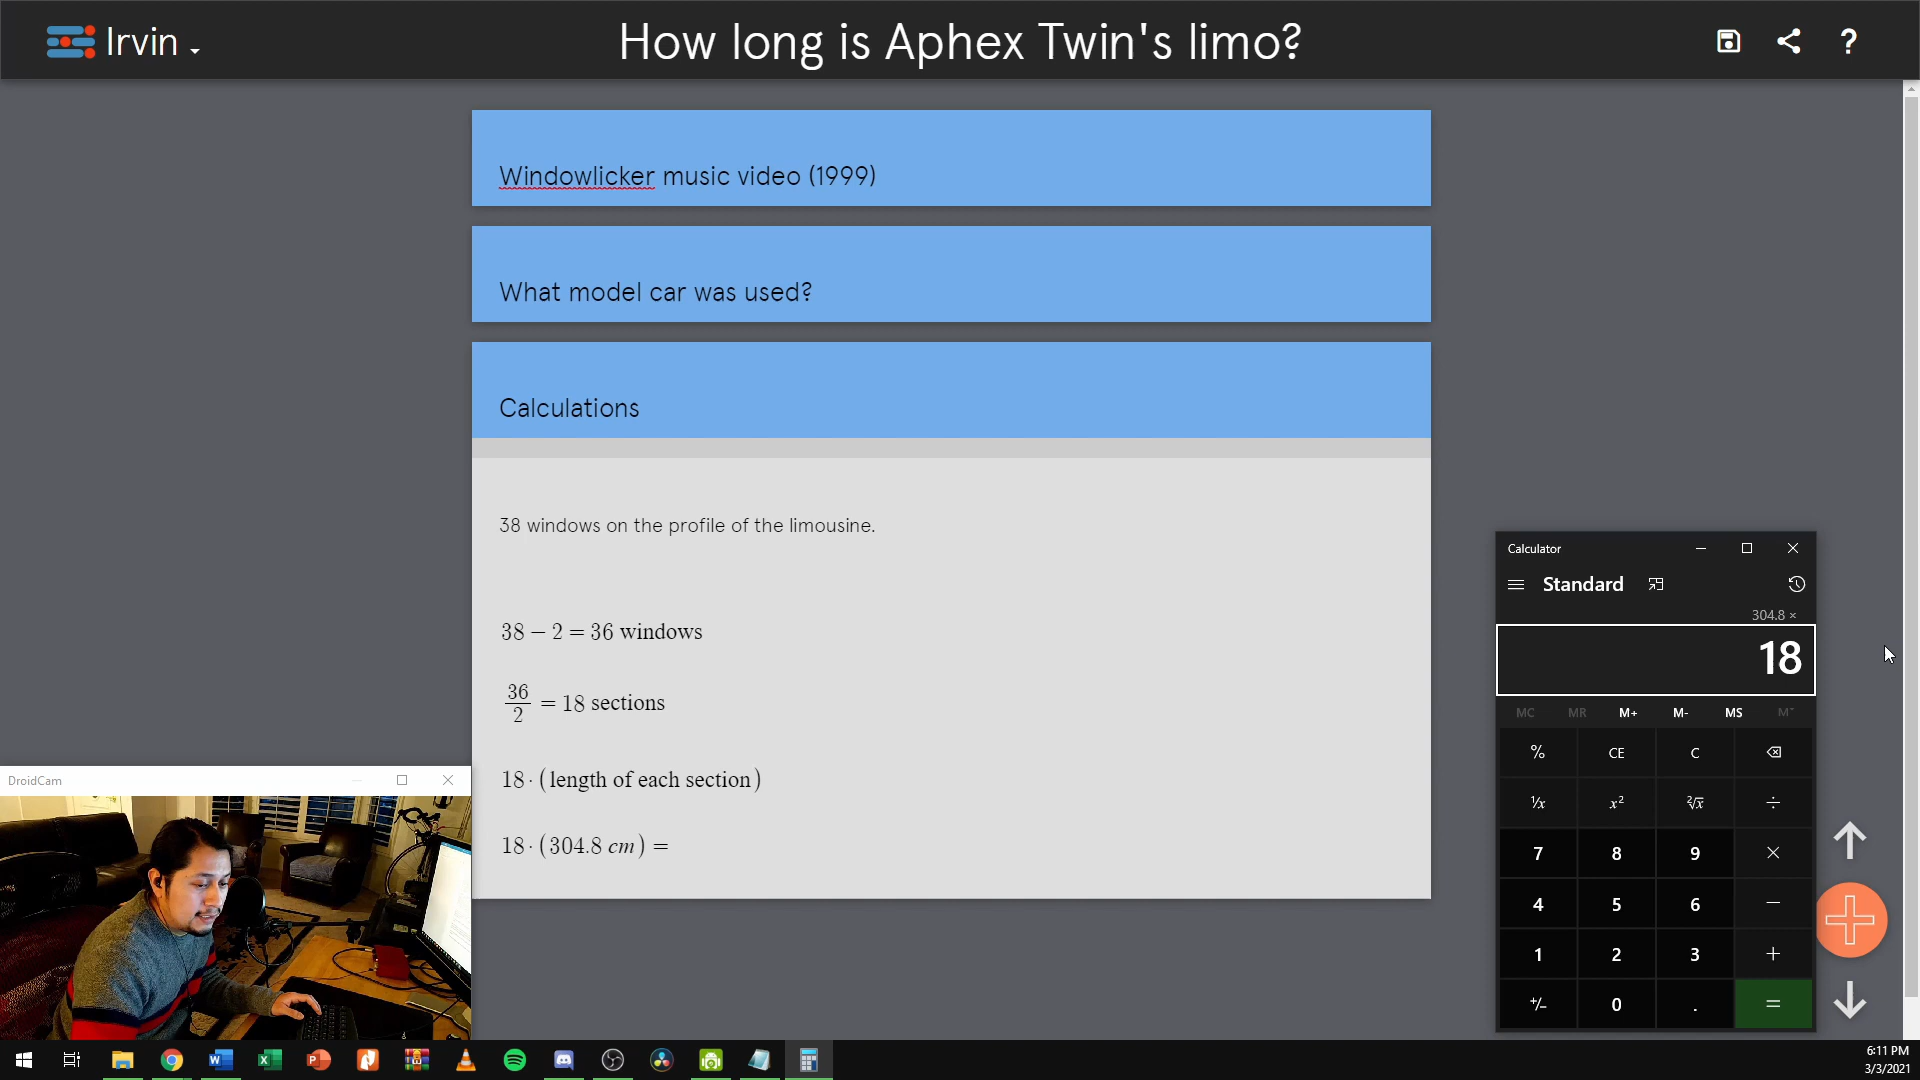 Irvin
How long is Aphex Twin's limo?
?
Windowlicker music video (1999)
What model car was used?
Calculations
38 windows on the profile of the limousine.
38 − 2 = 36 windows
36/2 = 18 sections
18 · (length of each section)
18 · (304.8 cm) =
Calculator
Standard
304.8 ×
18
MC MR M+ M- MS M˅
% CE C
¹/x x² ²√x ÷
7 8 9 ×
4 5 6 −
1 2 3 +
+/− 0 . =
DroidCam
6:11 PM
3/3/2021